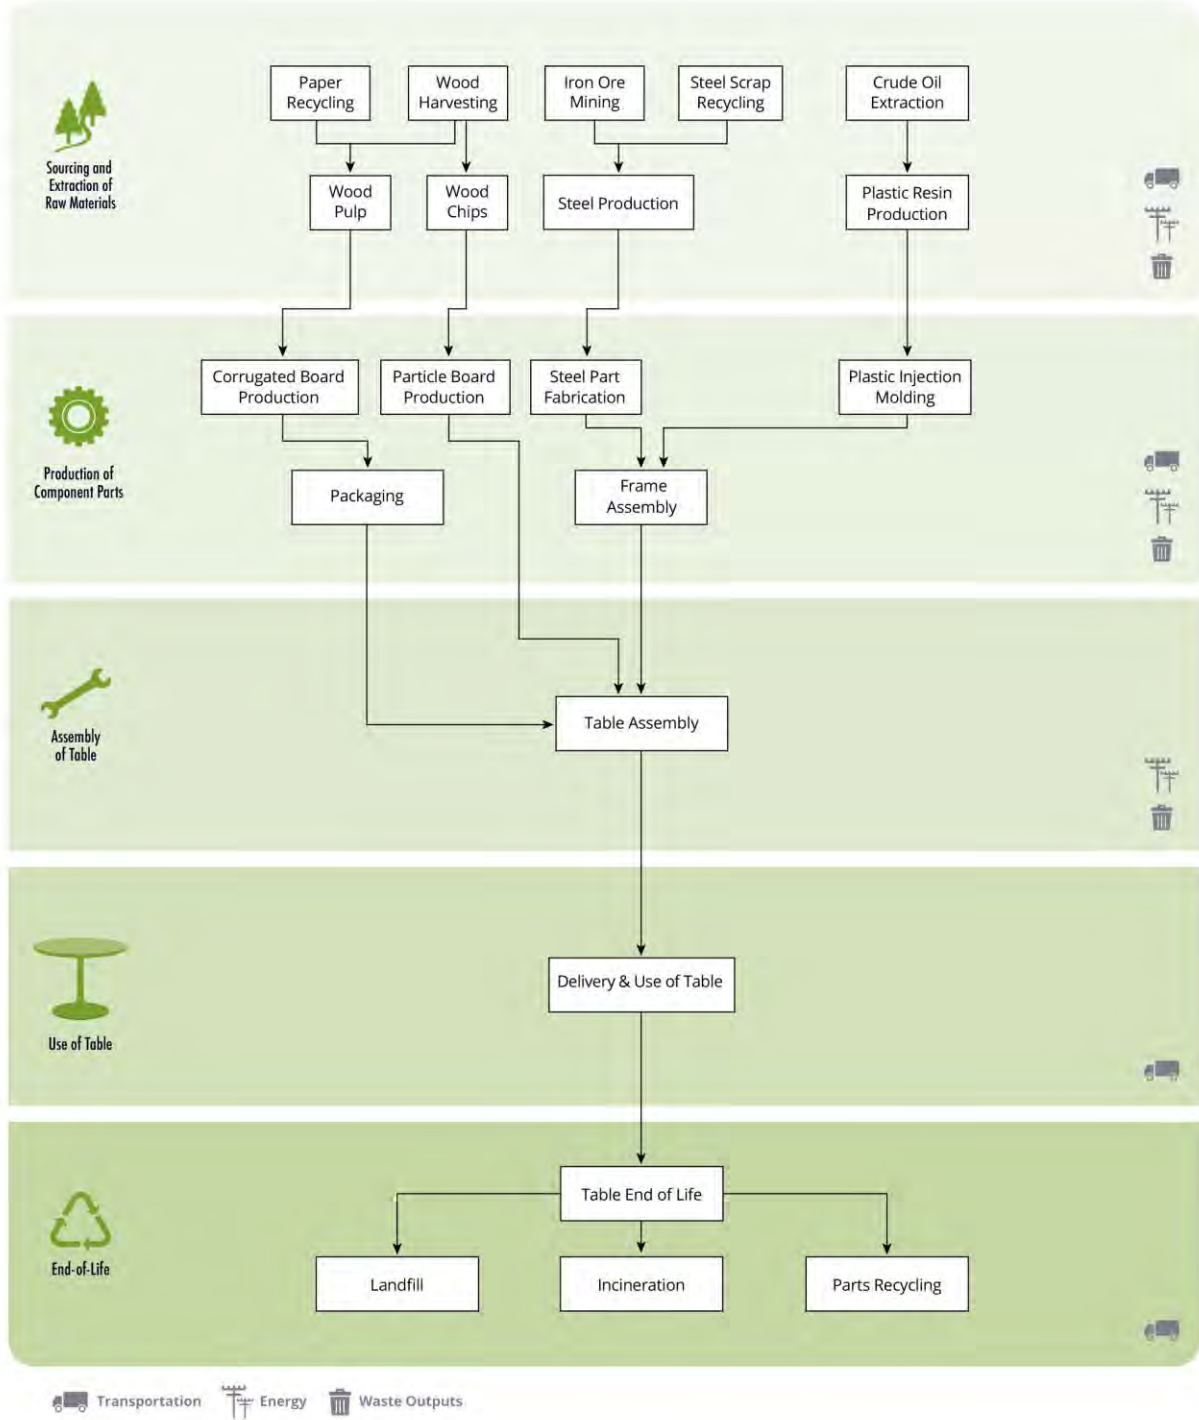 Paper
Recycling
Wood
Harvesting
Iron Ore
Mining
Steel Scrap
Recycling
Crude Oil
Extraction
Sourcing and
Extraction of
Raw Materials
Wood
Pulp
Wood
Chips
Steel Production
Plastic Resin
Production
Corrugated Board
Production
Particle Board
Production
Steel Part
Fabrication
Plastic Injection
Molding
Production of
Component Parts
Packaging
Frame
Assembly
Assembly
of Table
Table Assembly
Use of Table
Delivery & Use of Table
End-of-Life
Table End of Life
Landfill
Incineration
Parts Recycling
Transportation
Energy
Waste Outputs